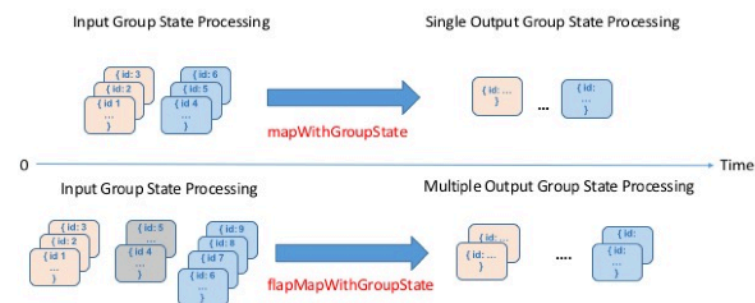 Input Group State Processing
Single Output Group State Processing
{ id: 3
{ id: 2
{ id 1
...
}
{ id: 6
{ id: 5
{ id 4
...
}
mapWithGroupState
{ id: ...
}
...
{ id:
...
}
0
Time
Input Group State Processing
Multiple Output Group State Processing
{ id: 3
{ id: 2
{ id 1
...
}
{ id: 5
...
{ id 4
...
}
{ id: 9
{ id: 8
{ id 7
{ id: 6
...
}
flapMapWithGroupState
{ id: ...
{ id: ...
}
....
{ id:
{ id:
...
}